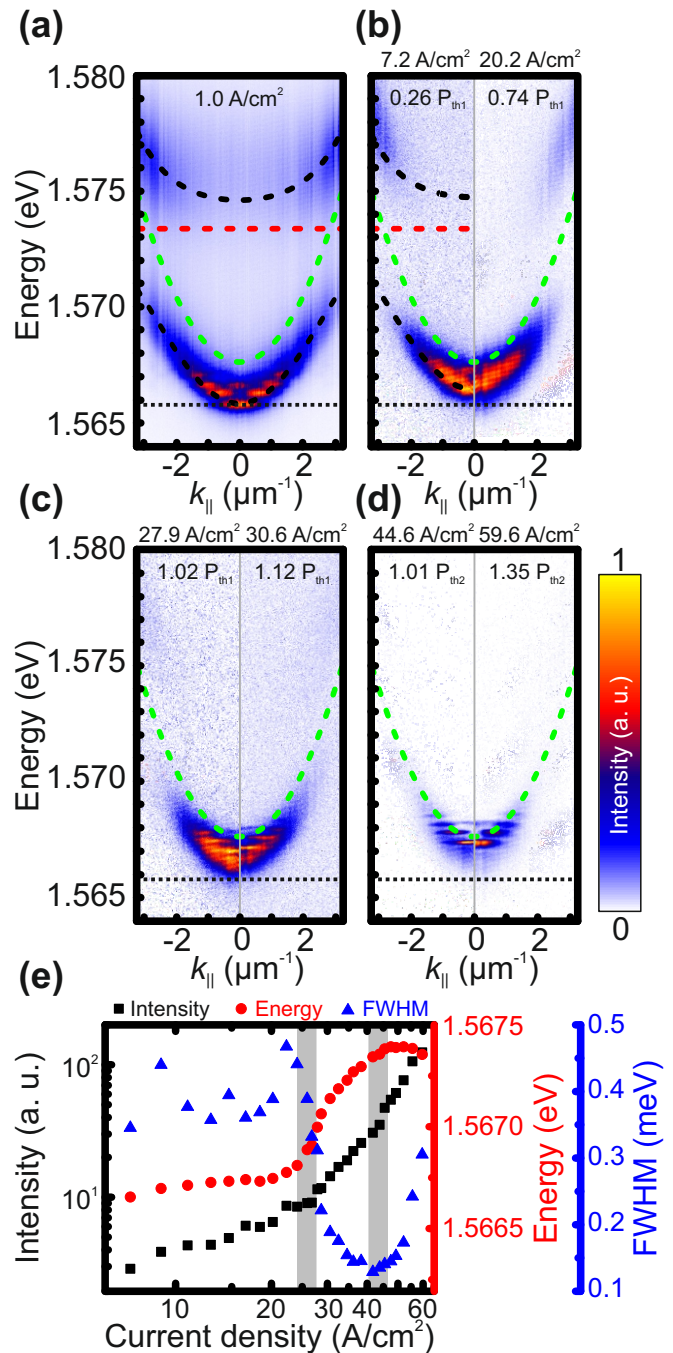 (a)
(b)
7.2 A/cm² 20.2 A/cm²
1.0 A/cm²
0.26 P_th1 0.74 P_th1
1.580
1.575
1.570
1.565
Energy (eV)
-2 0 2
-2 0 2
k_|| (µm⁻¹)
k_|| (µm⁻¹)
(c)
(d)
27.9 A/cm² 30.6 A/cm²
44.6 A/cm² 59.6 A/cm²
1.02 P_th1 1.12 P_th1
1.01 P_th2 1.35 P_th2
1.580
1.575
1.570
1.565
Energy (eV)
1
Intensity (a. u.)
0
-2 0 2
-2 0 2
k_|| (µm⁻¹)
k_|| (µm⁻¹)
(e)
Intensity Energy FWHM
10²
10¹
Intensity (a. u.)
1.5675
1.5670
1.5665
Energy (eV)
0.5
0.4
0.3
0.2
0.1
FWHM (meV)
10 20 30 40 60
Current density (A/cm²)